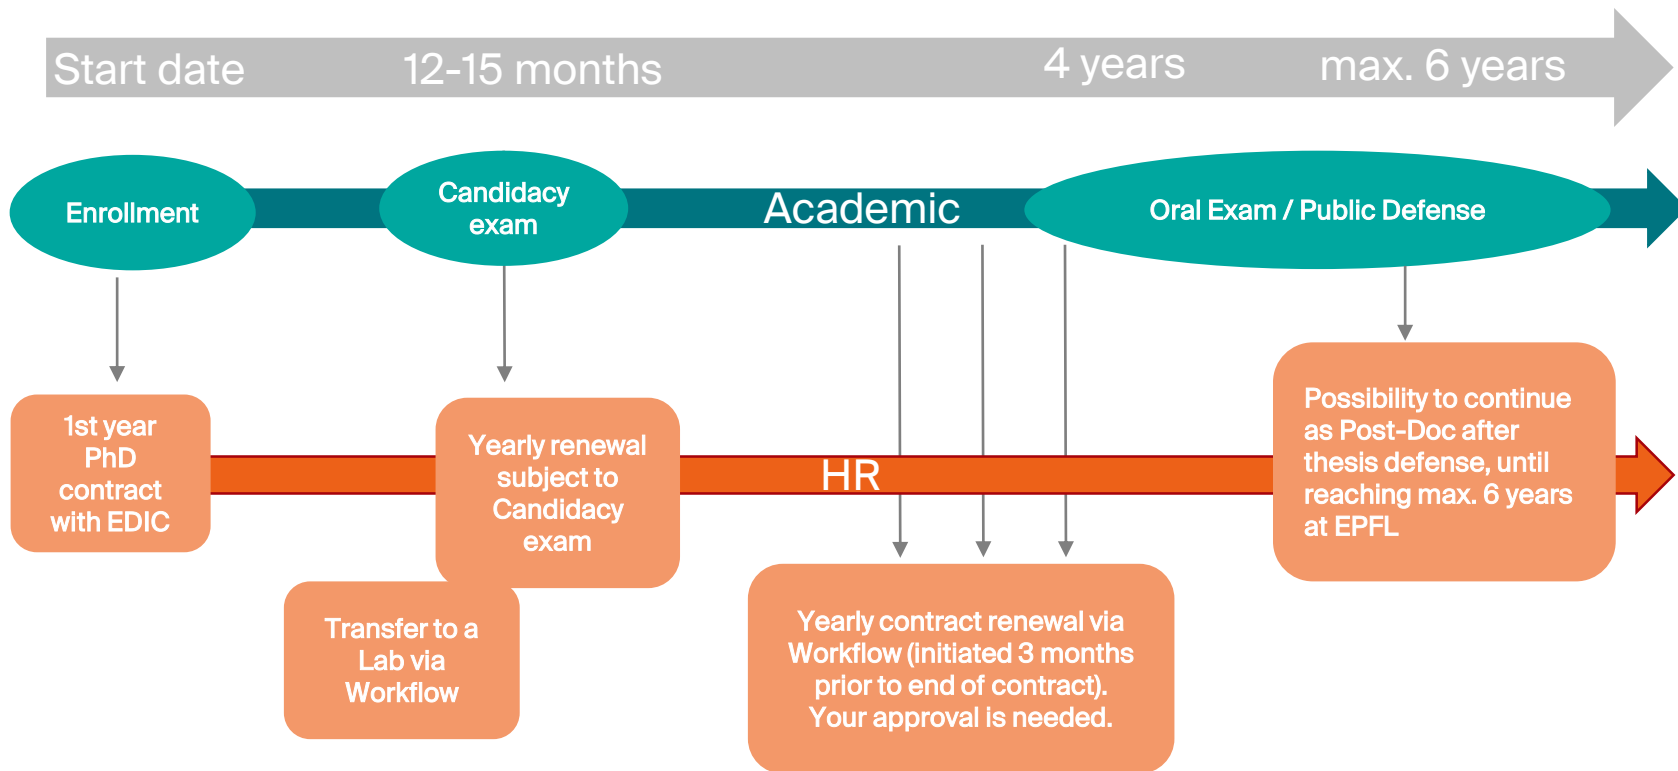 Start date
12-15 months
4 years
max. 6 years
Enrollment
Candidacy
exam
Academic
Oral Exam / Public Defense
1st year
PhD
contract
with EDIC
Yearly renewal
subject to
Candidacy
exam
HR
Possibility to continue
as Post-Doc after
thesis defense, until
reaching max. 6 years
at EPFL
Transfer to a
Lab via
Workflow
Yearly contract renewal via
Workflow (initiated 3 months
prior to end of contract).
Your approval is needed.